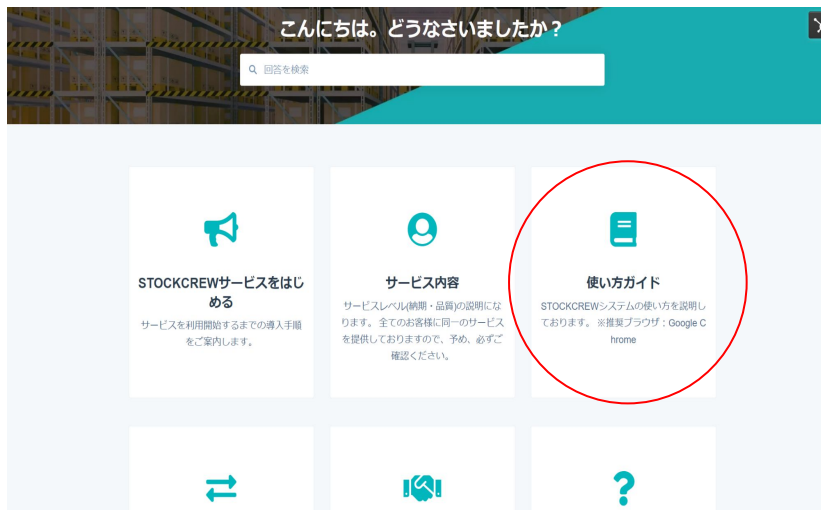 こんにちは。どうなさいましたか？
回答を検索
STOCKCREWサービスをはじ
める
サービスを利用開始するまでの導入手順
をご案内します。
サービス内容
サービスレベル(納期・品質)の説明にな
ります。 全てのお客様に同一のサービス
を提供しておりますので、予め、必ずご
確認ください。
使い方ガイド
STOCKCREWシステムの使い方を説明し
ております。 ※推奨ブラウザ：Google C
hrome